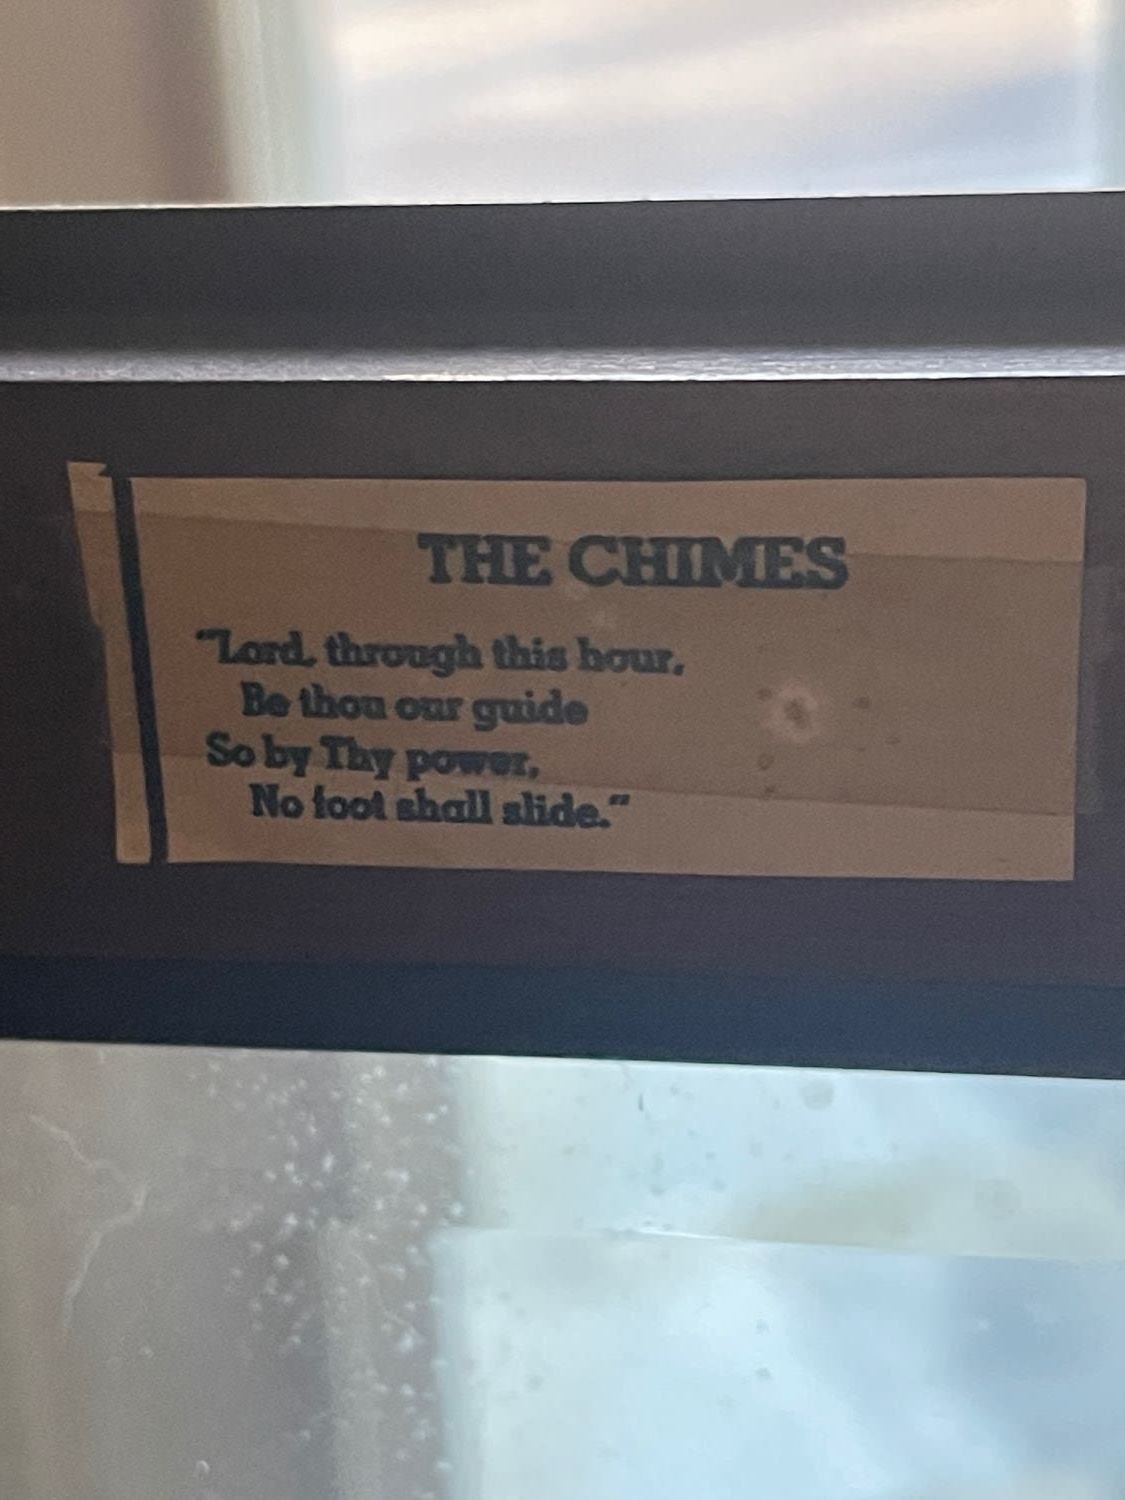 THE CHIMES
"Lord, through this hour,
Be thou our guide
So by Thy power,
No foot shall slide."